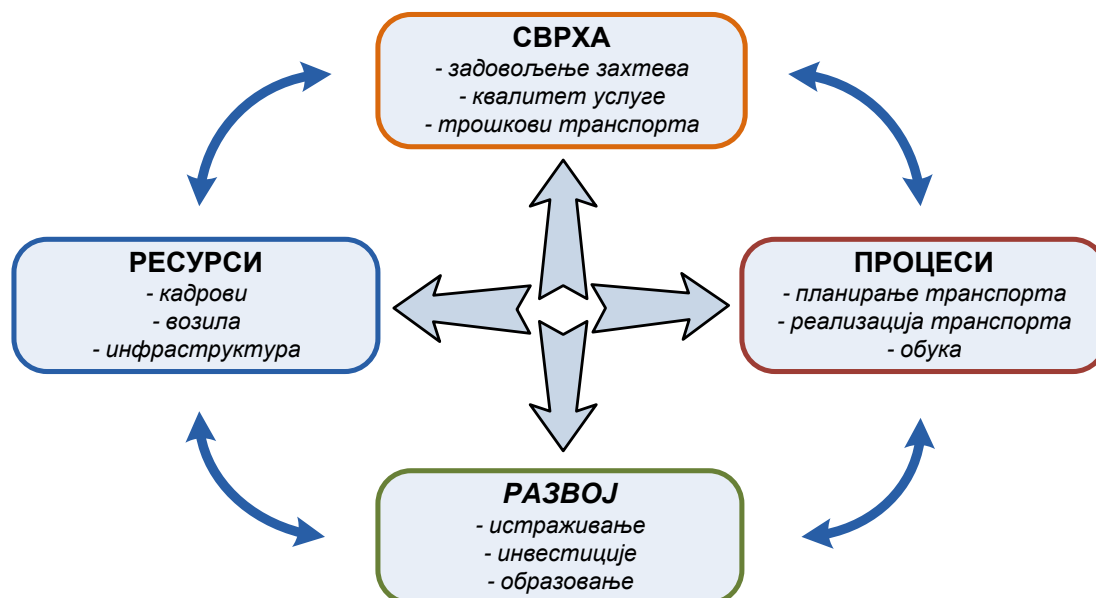 СВРХА
- задовољење захтева
- квалитет услуге
- трошкови транспорта
РЕСУРСИ
- кадрови
- возила
- инфраструктура
ПРОЦЕСИ
- планирање транспорта
- реализација транспорта
- обука
РАЗВОЈ
- истраживање
- инвестиције
- образовање